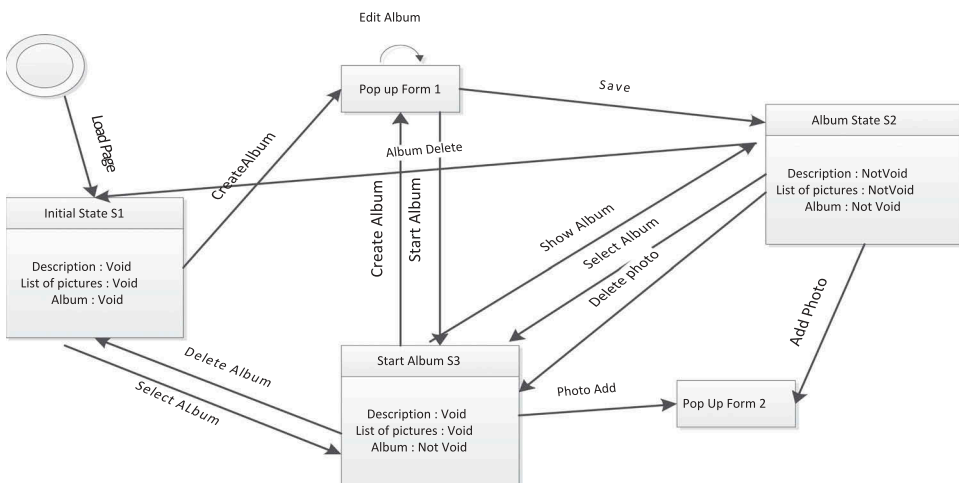 Edit Album
Pop up Form 1
Save
Album State S2
Description : NotVoid
List of pictures : NotVoid
Album : Not Void
Load Page
CreateAlbum
Album Delete
Create Album
Start Album
Show Album
Select Album
Delete photo
Add Photo
Initial State S1
Description : Void
List of pictures : Void
Album : Void
Delete Album
Select ALbum
Start Album S3
Description : Void
List of pictures : Void
Album : Not Void
Photo Add
Pop Up Form 2